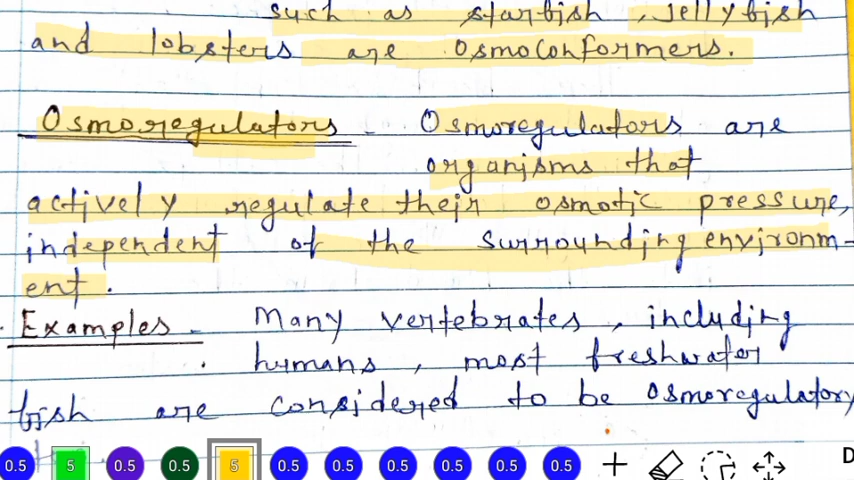 such as starfish, jellyfish
and lobsters are osmoconformers.
Osmoregulators - Osmoregulators are
organisms that
actively regulate their osmotic pressure,
independent of the surrounding environm-
ent.
Examples - Many vertebrates, including
humans, most freshwater
fish are considered to be osmoregulatory
0.5 5 0.5 0.5 5 0.5 0.5 0.5 0.5 0.5 0.5 D